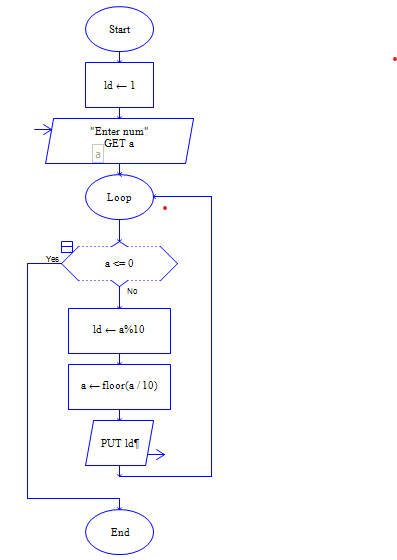 Start
ld ← 1
"Enter num"
GET a
a
Loop
a <= 0
Yes
No
ld ← a%10
a ← floor(a / 10)
PUT ld¶
End